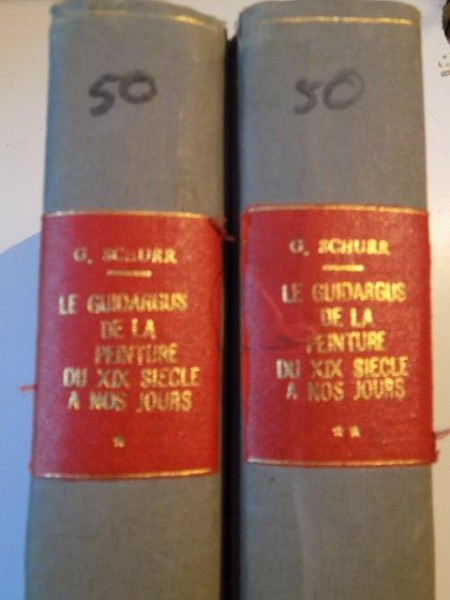 50
G. SCHURR
LE GUIDARGUS
DE LA
PEINTURE
DU XIX SIECLE
A NOS JOURS
*
50
G. SCHURR
LE GUIDARGUS
DE LA
PEINTURE
DU XIX SIECLE
A NOS JOURS
**